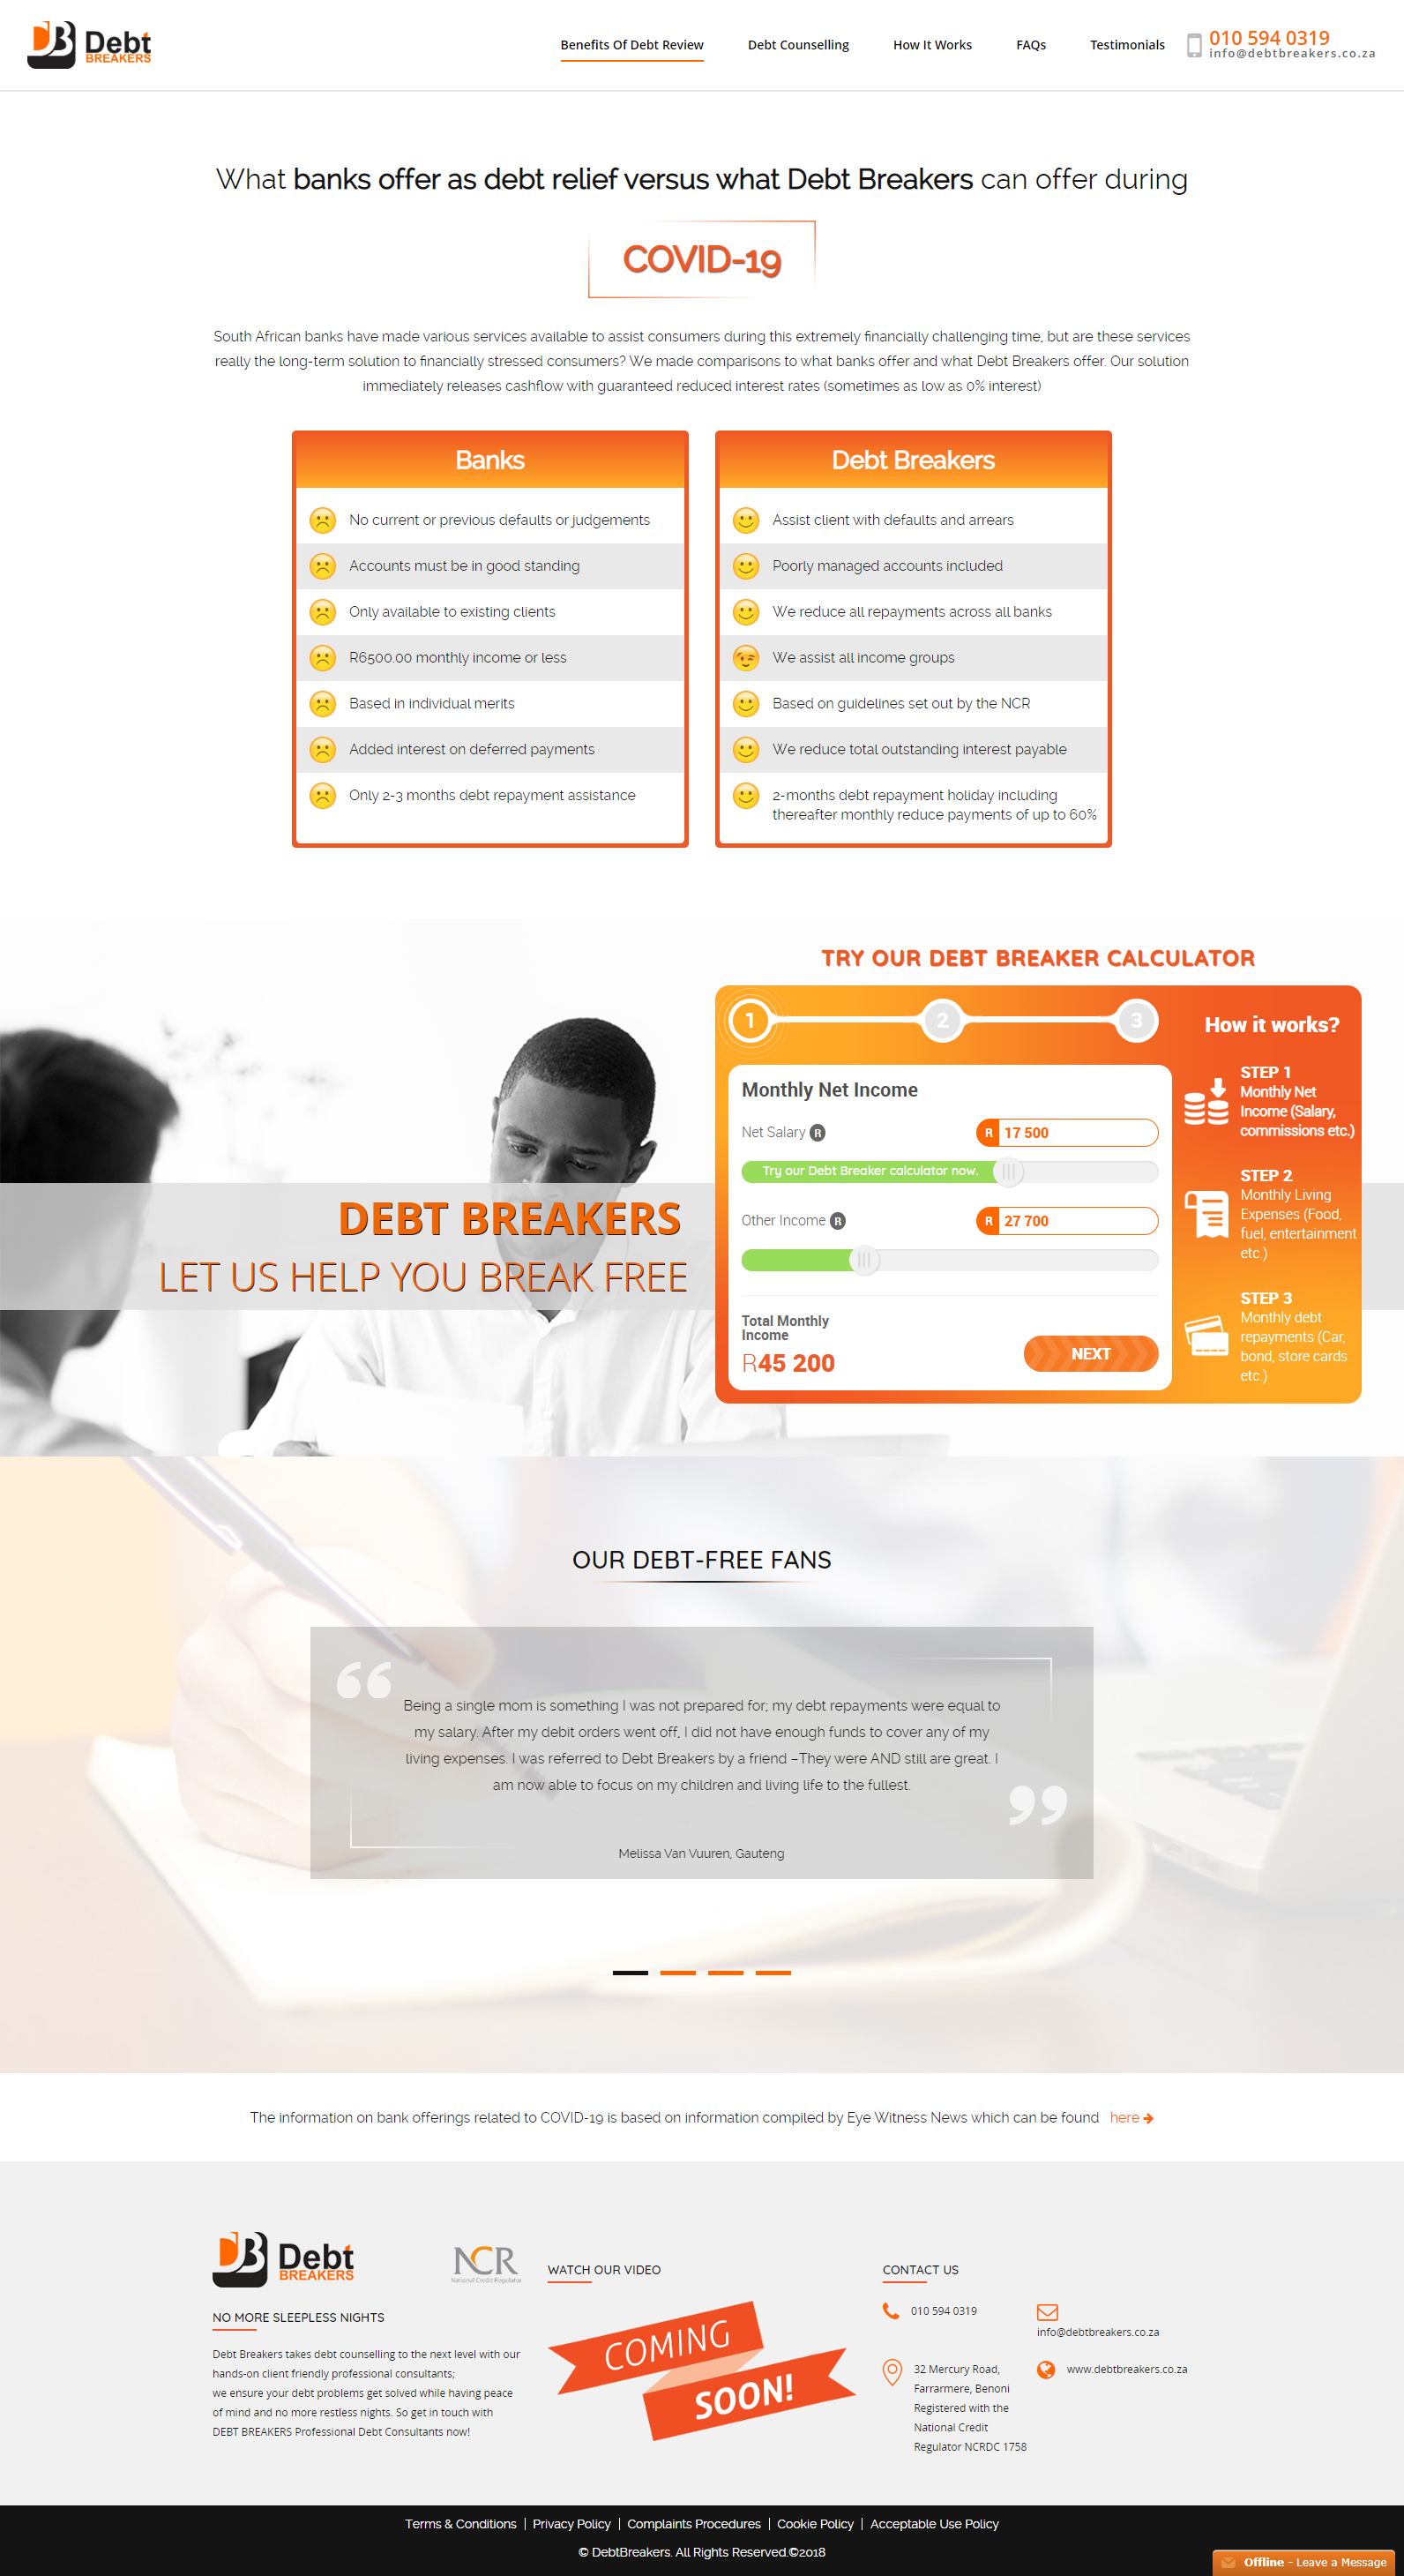 Debt
BREAKERS
Benefits Of Debt Review
Debt Counselling
How It Works
FAQs
Testimonials
010 594 0319
info@debtbreakers.co.za
What banks offer as debt relief versus what Debt Breakers can offer during
COVID-19
South African banks have made various services available to assist consumers during this extremely financially challenging time, but are these services
really the long-term solution to financially stressed consumers? We made comparisons to what banks offer and what Debt Breakers offer. Our solution
immediately releases cashflow with guaranteed reduced interest rates (sometimes as low as 0% interest)
Banks
No current or previous defaults or judgements
Accounts must be in good standing
Only available to existing clients
R6500.00 monthly income or less
Based in individual merits
Added interest on deferred payments
Only 2-3 months debt repayment assistance
Debt Breakers
Assist client with defaults and arrears
Poorly managed accounts included
We reduce all repayments across all banks
We assist all income groups
Based on guidelines set out by the NCR
We reduce total outstanding interest payable
2-months debt repayment holiday including
thereafter monthly reduce payments of up to 60%
DEBT BREAKERS
LET US HELP YOU BREAK FREE
TRY OUR DEBT BREAKER CALCULATOR
1
2
3
Monthly Net Income
Net Salary R
R 17 500
Try our Debt Breaker calculator now.
Other Income R
R 27 700
Total Monthly
Income
R45 200
NEXT
How it works?
STEP 1
Monthly Net
Income (Salary,
commissions etc.)
STEP 2
Monthly Living
Expenses (Food,
fuel, entertainment
etc.)
STEP 3
Monthly debt
repayments (Car,
bond, store cards
etc.)
OUR DEBT-FREE FANS
“
Being a single mom is something I was not prepared for; my debt repayments were equal to
my salary. After my debit orders went off, I did not have enough funds to cover any of my
living expenses. I was referred to Debt Breakers by a friend –They were AND still are great. I
am now able to focus on my children and living life to the fullest.
”
Melissa Van Vuuren, Gauteng
The information on bank offerings related to COVID-19 is based on information compiled by Eye Witness News which can be found here
Debt
BREAKERS
NCR
National Credit Regulator
NO MORE SLEEPLESS NIGHTS
Debt Breakers takes debt counselling to the next level with our
hands-on client friendly professional consultants;
we ensure your debt problems get solved while having peace
of mind and no more restless nights. So get in touch with
DEBT BREAKERS Professional Debt Consultants now!
WATCH OUR VIDEO
COMING
SOON!
CONTACT US
010 594 0319
info@debtbreakers.co.za
32 Mercury Road,
Farrarmere, Benoni
Registered with the
National Credit
Regulator NCRDC 1758
www.debtbreakers.co.za
Terms & Conditions | Privacy Policy | Complaints Procedures | Cookie Policy | Acceptable Use Policy
© DebtBreakers. All Rights Reserved.©2018
Offline - Leave a Message